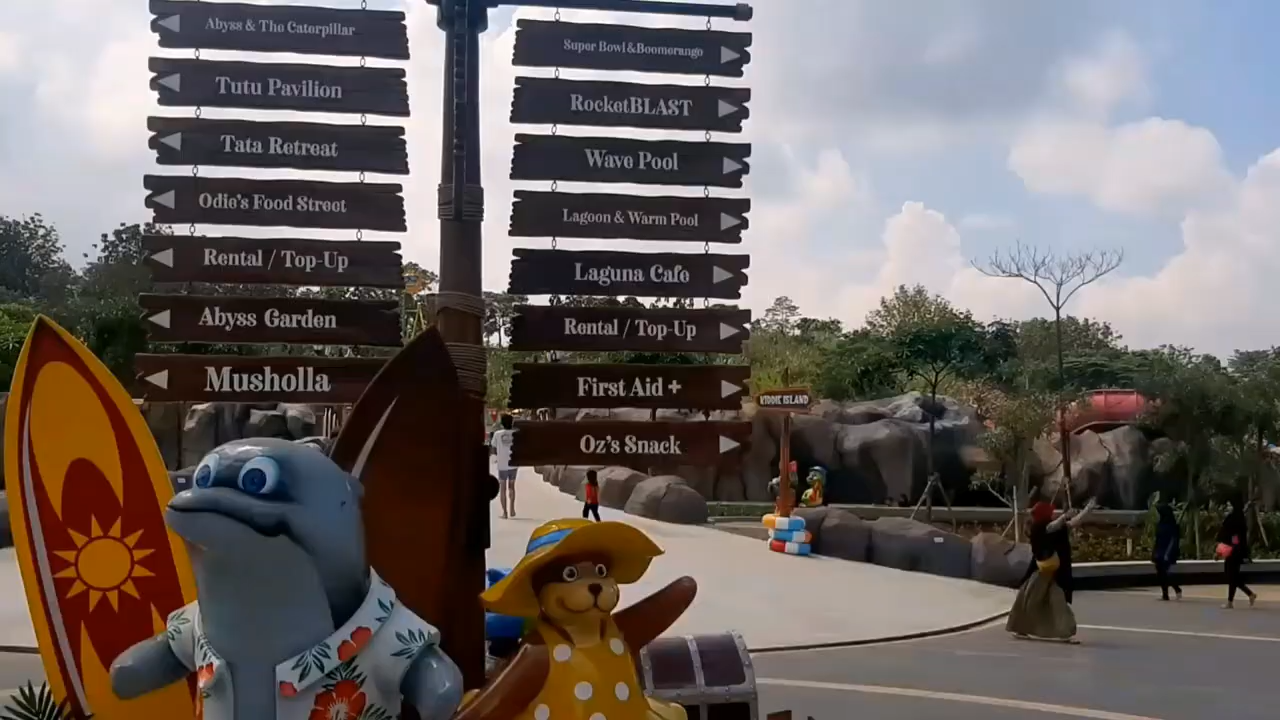 Abyss & The Caterpillar
Tutu Pavilion
Tata Retreat
Odie's Food Street
Rental / Top-Up
Abyss Garden
Musholla
Super Bowl & Boomerango
RocketBLAST
Wave Pool
Lagoon & Warm Pool
Laguna Cafe
Rental / Top-Up
First Aid +
Oz's Snack
KIDDIE ISLAND